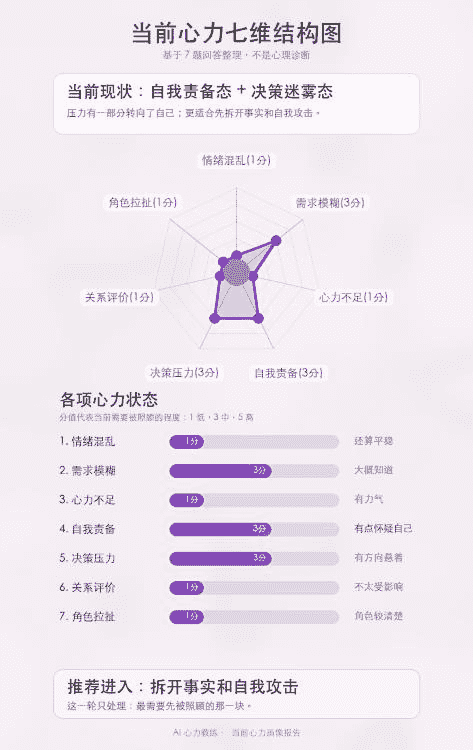 当前心力七维结构图
基于 7 题问答整理，不是心理诊断
当前现状：自我责备态 + 决策迷雾态
压力有一部分转向了自己；更适合先拆开事实和自我攻击。
情绪混乱(1分)
角色拉扯(1分)
需求模糊(3分)
关系评价(1分)
心力不足(1分)
决策压力(3分)
自我责备(3分)
各项心力状态
分值代表当前需要被照顾的程度：1 低，3 中，5 高
1. 情绪混乱 1分 还算平稳
2. 需求模糊 3分 大概知道
3. 心力不足 1分 有力气
4. 自我责备 3分 有点怀疑自己
5. 决策压力 3分 有方向悬着
6. 关系评价 1分 不太受影响
7. 角色拉扯 1分 角色较清楚
推荐进入：拆开事实和自我攻击
这一轮只处理：最需要先被照顾的那一块。
AI 心力教练 · 当前心力画像报告